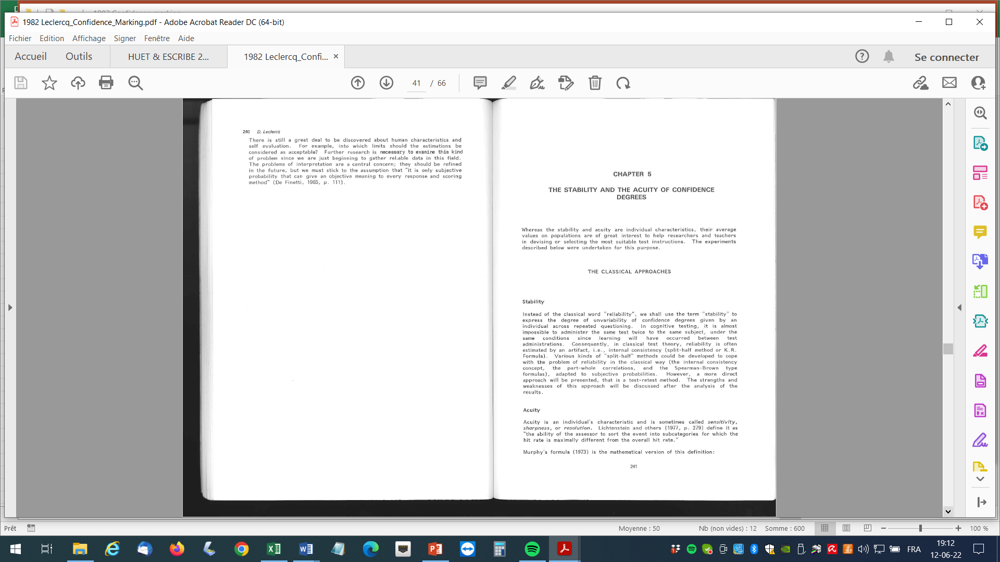 1982 Leclercq_Confidence_Marking.pdf - Adobe Acrobat Reader DC (64-bit)
Fichier Edition Affichage Signer Fenêtre Aide
Accueil Outils HUET & ESCRIBE 2... 1982 Leclercq_Confi... × Se connecter
41 / 66
240 D. Leclercq
There is still a great deal to be discovered about human characteristics and
self evaluation. For example, into which limits should the estimations be
considered as acceptable? Further research is necessary to examine this kind
of problem since we are just beginning to gather reliable data in this field.
The problems of interpretation are a central concern; they should be refined
in the future, but we must stick to the assumption that "it is only subjective
probability that can give an objective meaning to every response and scoring
method" (De Finetti, 1965, p. 111).
CHAPTER 5
THE STABILITY AND THE ACUITY OF CONFIDENCE
DEGREES
Whereas the stability and acuity are individual characteristics, their average
values on populations are of great interest to help researchers and teachers
in devising or selecting the most suitable test instructions. The experiments
described below were undertaken for this purpose.
THE CLASSICAL APPROACHES
Stability
Instead of the classical word "reliability", we shall use the term "stability" to
express the degree of unvariability of confidence degrees given by an
individual across repeated questioning. In cognitive testing, it is almost
impossible to administer the same test twice to the same subject, under the
same conditions since learning will have occurred between test
administrations. Consequently, in classical test theory, reliability is often
estimated by an artifact, i.e., internal consistency (split-half method or K.R.
Formula). Various kinds of "split-half" methods could be developed to cope
with the problem of reliability in the classical way (the internal consistency
concept, the part-whole correlations, and the Spearman-Brown type
formulas), adapted to subjective probabilities. However, a more direct
approach will be presented, that is a test-retest method. The strengths and
weaknesses of this approach will be discussed after the analysis of the
results.
Acuity
Acuity is an individual's characteristic and is sometimes called sensitivity,
sharpness, or resolution. Lichtenstein and others (1977, p. 279) define it as
"the ability of the assessor to sort the event into subcategories for which the
hit rate is maximally different from the overall hit rate."
Murphy's formula (1973) is the mathematical version of this definition:
241
Prêt Moyenne : 50 Nb (non vides) : 12 Somme : 600 100 %
FRA 19:12
12-06-22